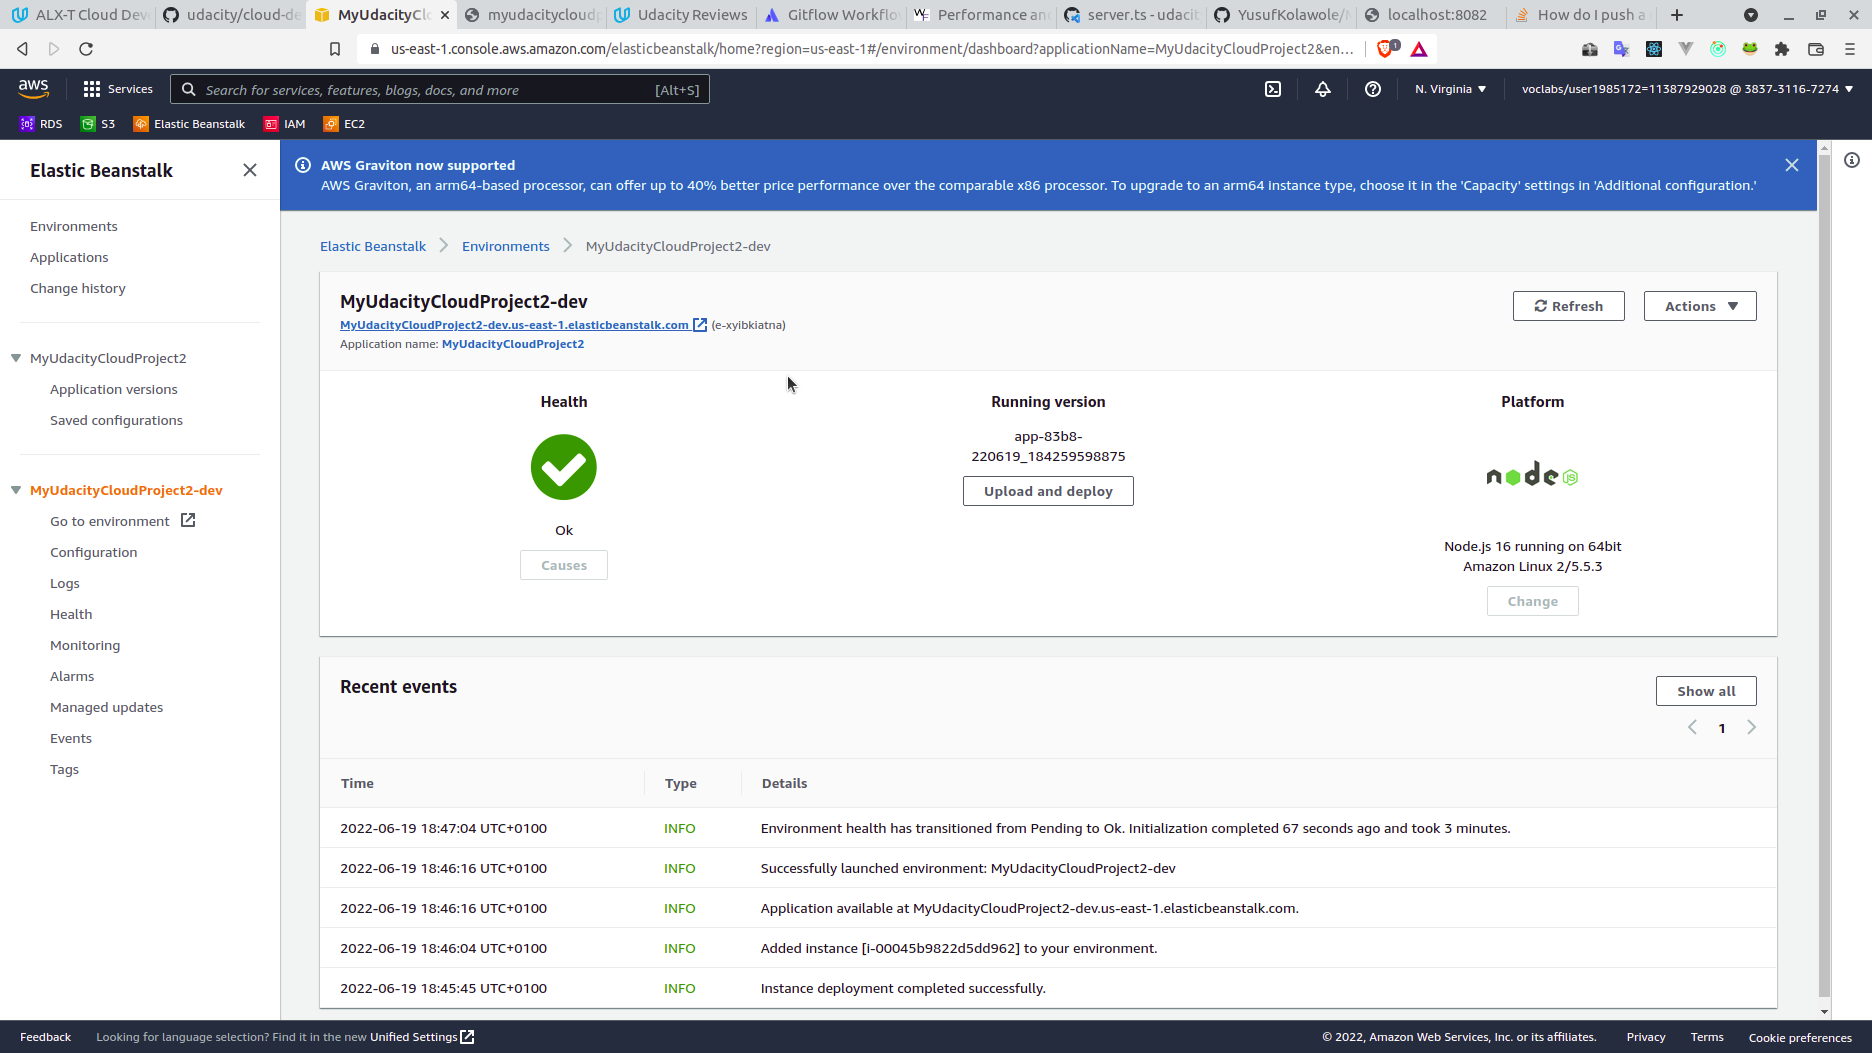 ALX-T Cloud Deve
udacity/cloud-de
MyUdacityClo
myudacitycloudp
Udacity Reviews
Gitflow Workflow
Performance and
server.ts - udacit
YusufKolawole/
localhost:8082
How do I push a
us-east-1.console.aws.amazon.com/elasticbeanstalk/home?region=us-east-1#/environment/dashboard?applicationName=MyUdacityCloudProject2&en...
1
aws
Services
Search for services, features, blogs, docs, and more
[Alt+S]
N. Virginia
voclabs/user1985172=11387929028 @ 3837-3116-7274
RDS
S3
Elastic Beanstalk
IAM
EC2
Elastic Beanstalk
Environments
Applications
Change history
MyUdacityCloudProject2
Application versions
Saved configurations
MyUdacityCloudProject2-dev
Go to environment
Configuration
Logs
Health
Monitoring
Alarms
Managed updates
Events
Tags
AWS Graviton now supported
AWS Graviton, an arm64-based processor, can offer up to 40% better price performance over the comparable x86 processor. To upgrade to an arm64 instance type, choose it in the 'Capacity' settings in 'Additional configuration.'
Elastic Beanstalk
Environments
MyUdacityCloudProject2-dev
MyUdacityCloudProject2-dev
MyUdacityCloudProject2-dev.us-east-1.elasticbeanstalk.com (e-xyibkiatna)
Application name: MyUdacityCloudProject2
Refresh
Actions
Health
Ok
Causes
Running version
app-83b8-
220619_184259598875
Upload and deploy
Platform
node JS
Node.js 16 running on 64bit
Amazon Linux 2/5.5.3
Change
Recent events
Show all
1
Time Type Details
2022-06-19 18:47:04 UTC+0100 INFO Environment health has transitioned from Pending to Ok. Initialization completed 67 seconds ago and took 3 minutes.
2022-06-19 18:46:16 UTC+0100 INFO Successfully launched environment: MyUdacityCloudProject2-dev
2022-06-19 18:46:16 UTC+0100 INFO Application available at MyUdacityCloudProject2-dev.us-east-1.elasticbeanstalk.com.
2022-06-19 18:46:04 UTC+0100 INFO Added instance [i-00045b9822d5dd962] to your environment.
2022-06-19 18:45:45 UTC+0100 INFO Instance deployment completed successfully.
Feedback
Looking for language selection? Find it in the new Unified Settings
© 2022, Amazon Web Services, Inc. or its affiliates.
Privacy
Terms
Cookie preferences